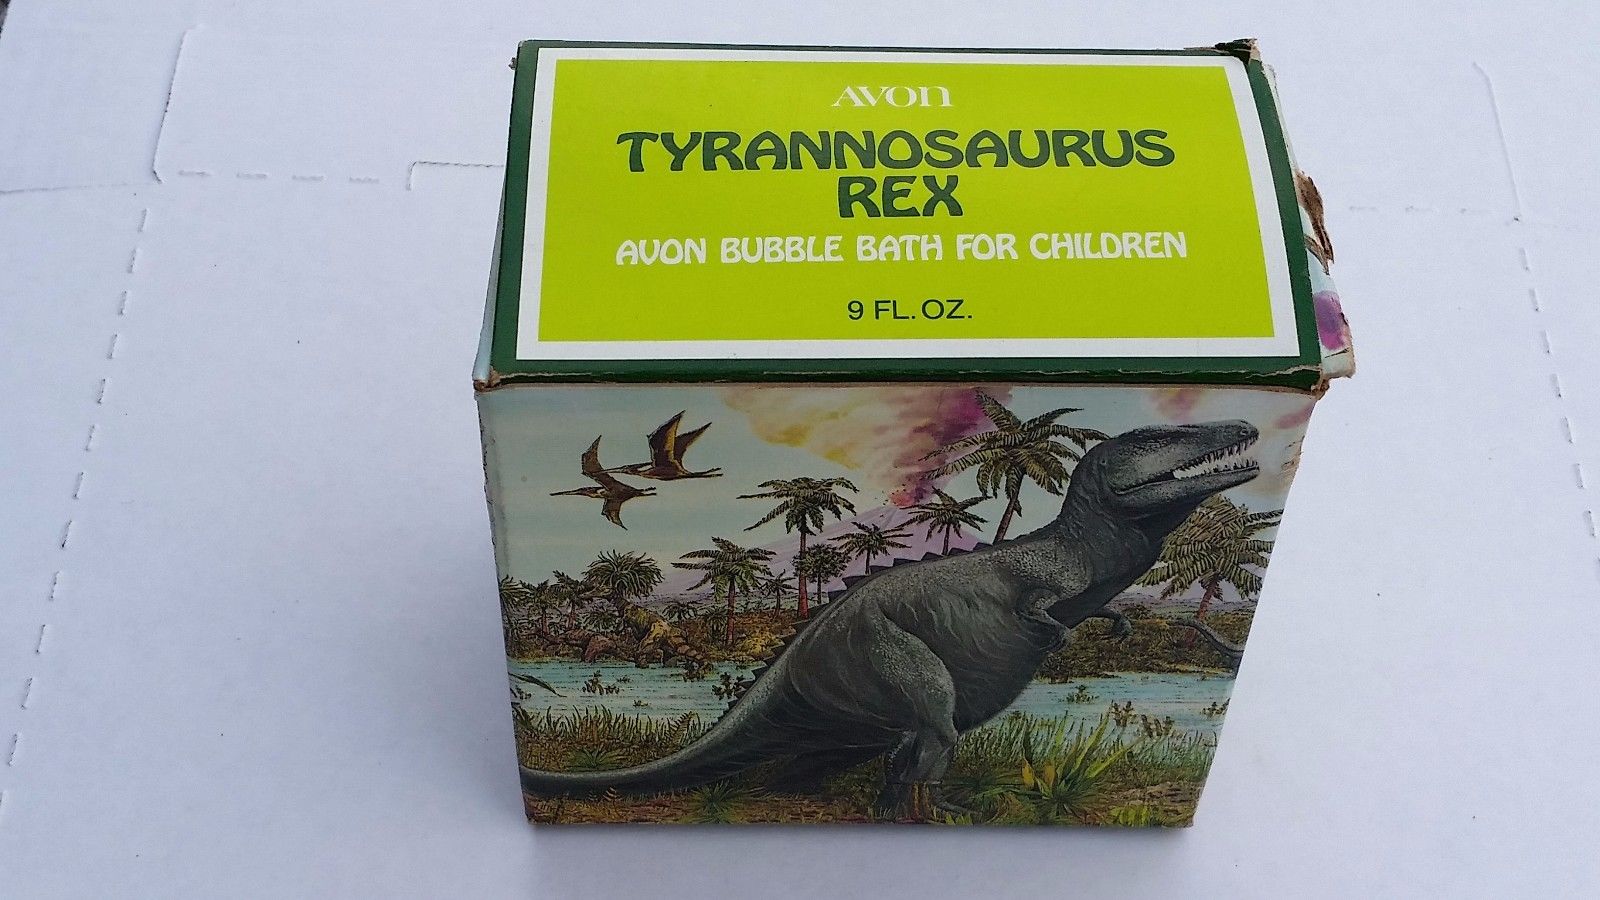 AVON
TYRANNOSAURUS
REX
AVON BUBBLE BATH FOR CHILDREN
9 FL. OZ.